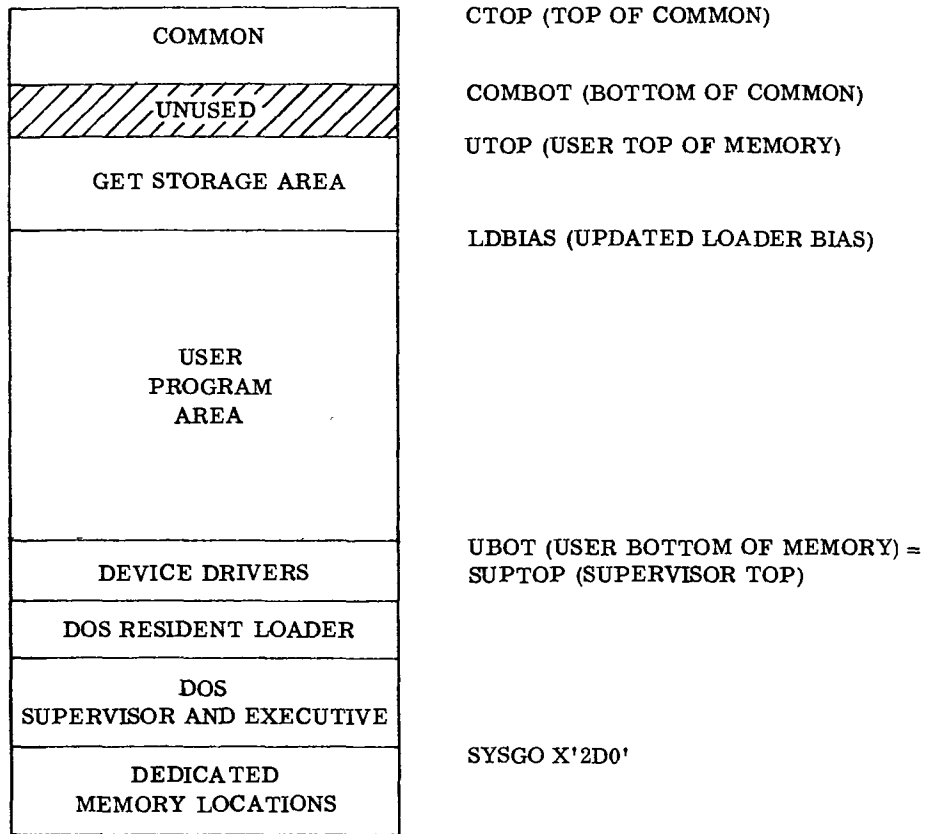 COMMON
CTOP (TOP OF COMMON)
UNUSED
COMBOT (BOTTOM OF COMMON)
UTOP (USER TOP OF MEMORY)
GET STORAGE AREA
LDBIAS (UPDATED LOADER BIAS)
USER
PROGRAM
AREA
UBOT (USER BOTTOM OF MEMORY) =
SUPTOP (SUPERVISOR TOP)
DEVICE DRIVERS
DOS RESIDENT LOADER
DOS
SUPERVISOR AND EXECUTIVE
SYSGO X'2D0'
DEDICATED
MEMORY LOCATIONS